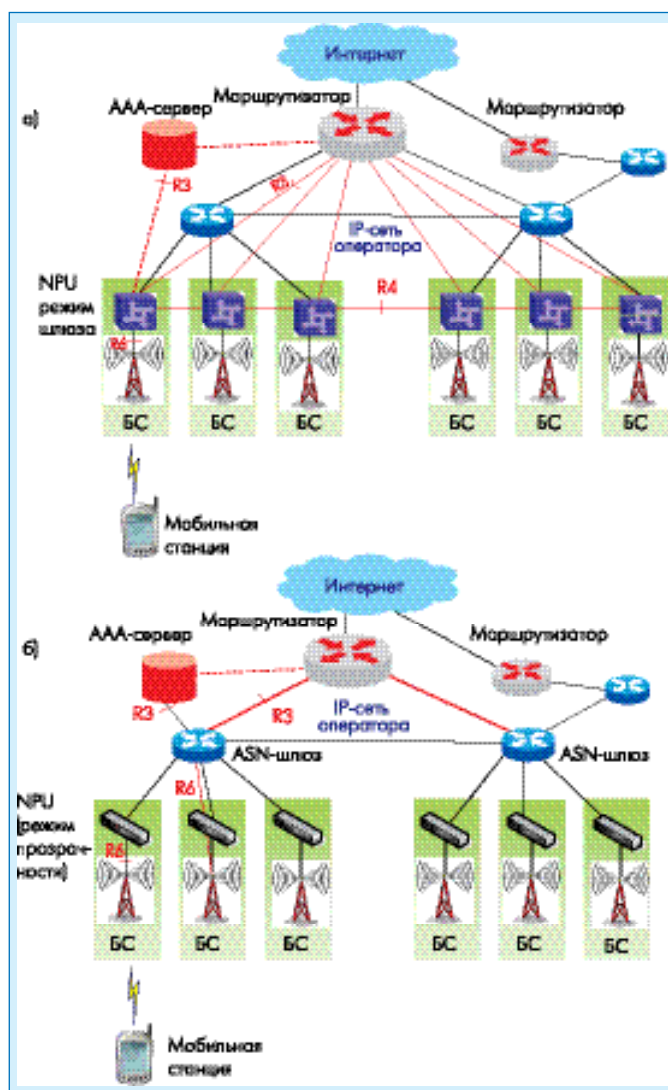 а)
Интернет
Маршрутизатор
Маршрутизатор
ААА-сервер
R3
R3
IP-сеть
оператора
NPU
режим
шлюза
R4
R6
БС
БС
БС
БС
БС
БС
Мобильная
станция
б)
Интернет
Маршрутизатор
Маршрутизатор
ААА-сервер
R3
R3
IP-сеть
оператора
ASN-шлюз
ASN-шлюз
NPU
(режим
прозрач-
ности)
R6
R6
БС
БС
БС
БС
БС
БС
Мобильная
станция